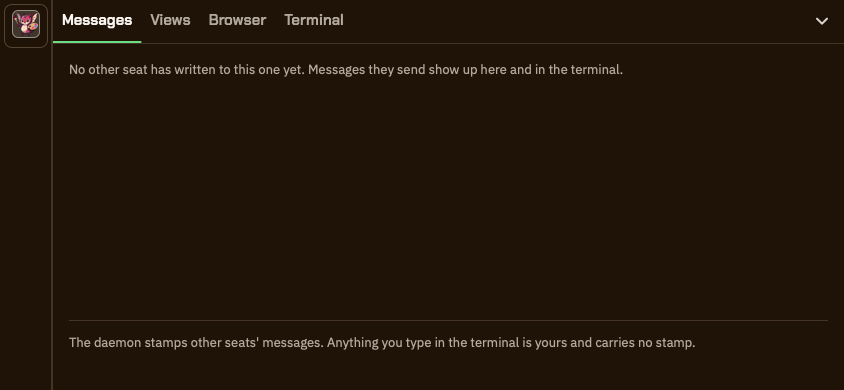 Messages Views Browser Terminal
No other seat has written to this one yet. Messages they send show up here and in the terminal.
The daemon stamps other seats' messages. Anything you type in the terminal is yours and carries no stamp.